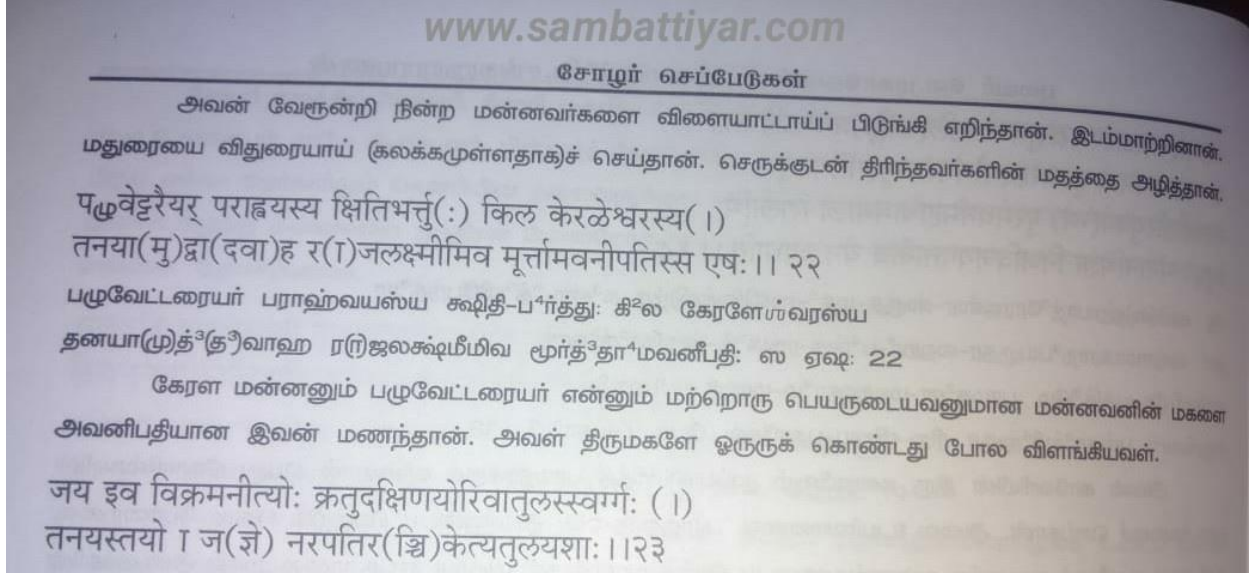 www.sambattiyar.com
சோழர் செப்பேடுகள்
அவன் வேரூன்றி நின்ற மன்னவர்களை விளையாட்டாய்ப் பிடுங்கி எறிந்தான். இடம்மாற்றினான்.
மதுரையை விதுரையாய் (கலக்கமுள்ளதாக)ச் செய்தான். செருக்குடன் திரிந்தவர்களின் மதத்தை அழித்தான்.
பழுवेट्टरैयर् पराह्वयस्य क्षितिभर्त्तु(:) किल केरळेश्वरस्य(।)
तनया(मु)द्वा(दवा)ह र(ा)जलक्ष्मीमिव मूर्त्तामवनीपतिस्स एषः।। २२
பழுவேட்டரையர் பராஹ்வயஸ்ய க்ஷிதி-ப⁴ர்த்து: கி²ல கேரளேஶ்வரஸ்ய
தனயா(மு)த்³(த³)வாஹ ர(ா)ஜலக்ஷ்மீமிவ மூர்த்³தா⁴மவனீபதி: ஸ ஏஷ: 22
கேரள மன்னனும் பழுவேட்டரையர் என்னும் மற்றொரு பெயருடையவனுமான மன்னவனின் மகளை
அவனிபதியான இவன் மணந்தான். அவள் திருமகளே ஓருருக் கொண்டது போல விளங்கியவள்.
जय इव विक्रमनीत्योः क्रतुदक्षिणयोरिवातुलस्स्वर्ग्गः (।)
तनयस्तयो ा ज(ज्ञे) नरपतिर(ञ्चि)केत्यतुलयशाः।।२३